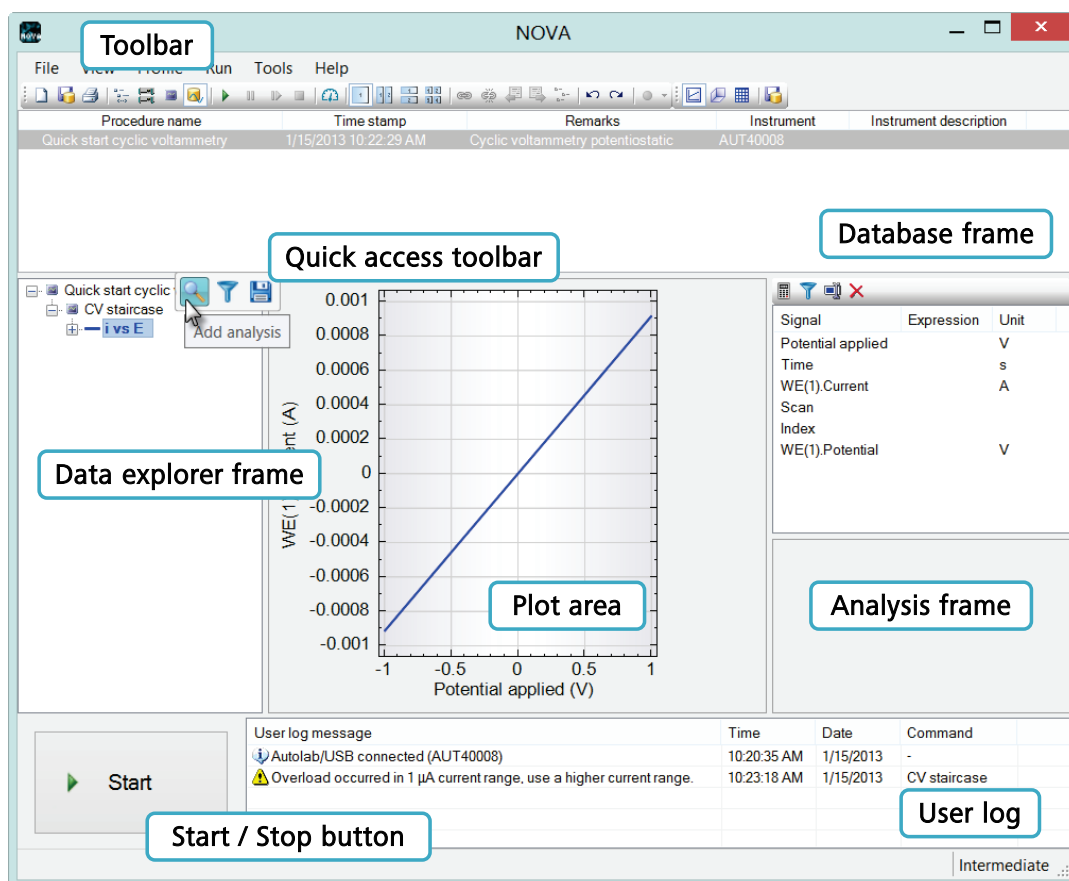 NOVA
Toolbar
File View Profile Run Tools Help
Procedure name Time stamp Remarks Instrument Instrument description
Quick start cyclic voltammetry 1/15/2013 10:22:29 AM Cyclic voltammetry potentiostatic AUT40008
Database frame
Quick access toolbar
Quick start cyclic
CV staircase
i vs E
Add analysis
Data explorer frame
0.001
0.0008
0.0006
0.0004
0.0002
0
-0.0002
-0.0004
-0.0006
-0.0008
-0.001
-1 -0.5 0 0.5 1
Potential applied (V)
Plot area
Signal Expression Unit
Potential applied V
Time s
WE(1).Current A
Scan
Index
WE(1).Potential V
Analysis frame
Start
Start / Stop button
User log message Time Date Command
Autolab/USB connected (AUT40008) 10:20:35 AM 1/15/2013 -
Overload occurred in 1 µA current range, use a higher current range. 10:23:18 AM 1/15/2013 CV staircase
User log
Intermediate